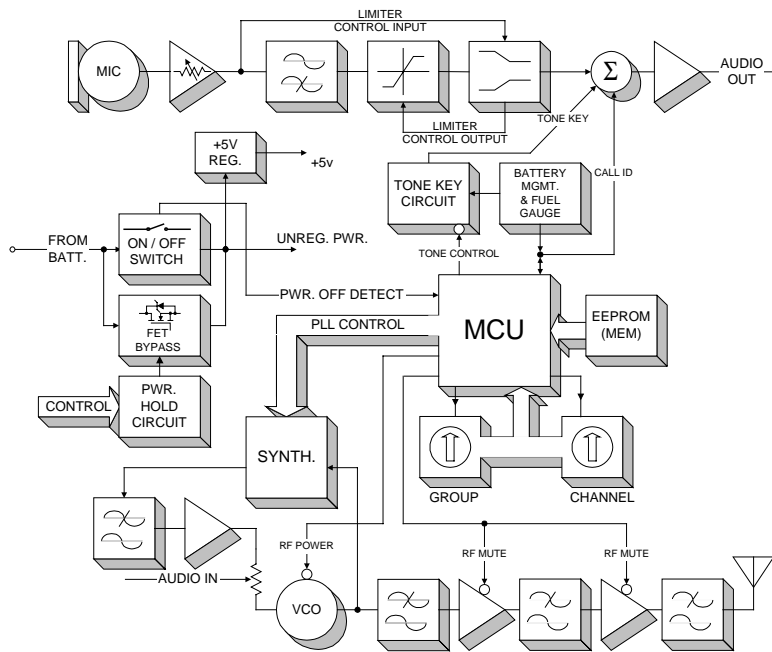 LIMITER
CONTROL INPUT
MIC
Σ
AUDIO
OUT
LIMITER
CONTROL OUTPUT
TONE KEY
+5V
REG.
+5v
TONE KEY
CIRCUIT
BATTERY
MGMT.
& FUEL
GAUGE
CALL ID
FROM
BATT.
ON / OFF
SWITCH
UNREG. PWR.
TONE CONTROL
PWR. OFF DETECT
MCU
EEPROM
(MEM)
PLL CONTROL
FET
BYPASS
CONTROL
PWR.
HOLD
CIRCUIT
SYNTH.
GROUP
CHANNEL
RF POWER
RF MUTE
RF MUTE
AUDIO IN
VCO